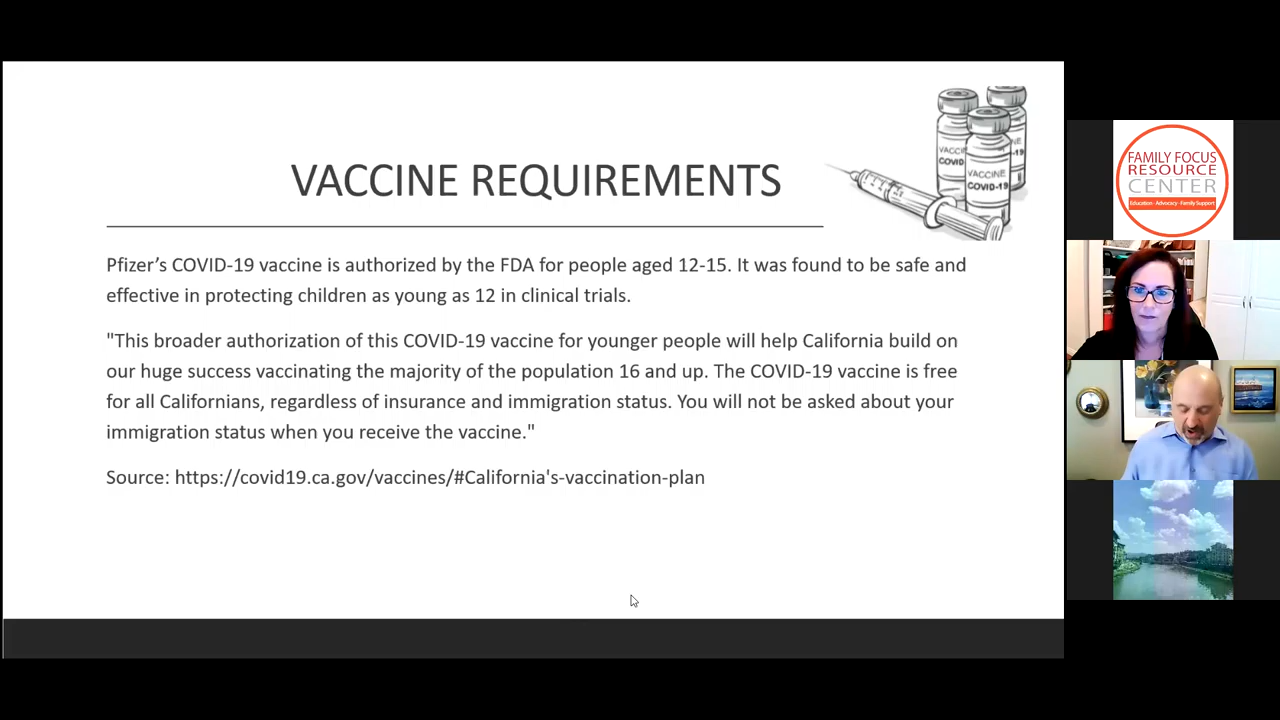 VACCINE REQUIREMENTS
Pfizer’s COVID-19 vaccine is authorized by the FDA for people aged 12-15. It was found to be safe and
effective in protecting children as young as 12 in clinical trials.
"This broader authorization of this COVID-19 vaccine for younger people will help California build on
our huge success vaccinating the majority of the population 16 and up. The COVID-19 vaccine is free
for all Californians, regardless of insurance and immigration status. You will not be asked about your
immigration status when you receive the vaccine."
Source: https://covid19.ca.gov/vaccines/#California's-vaccination-plan
VACCINE
COVID-19
FAMILY FOCUS
RESOURCE
CENTER
Education - Advocacy - Family Support